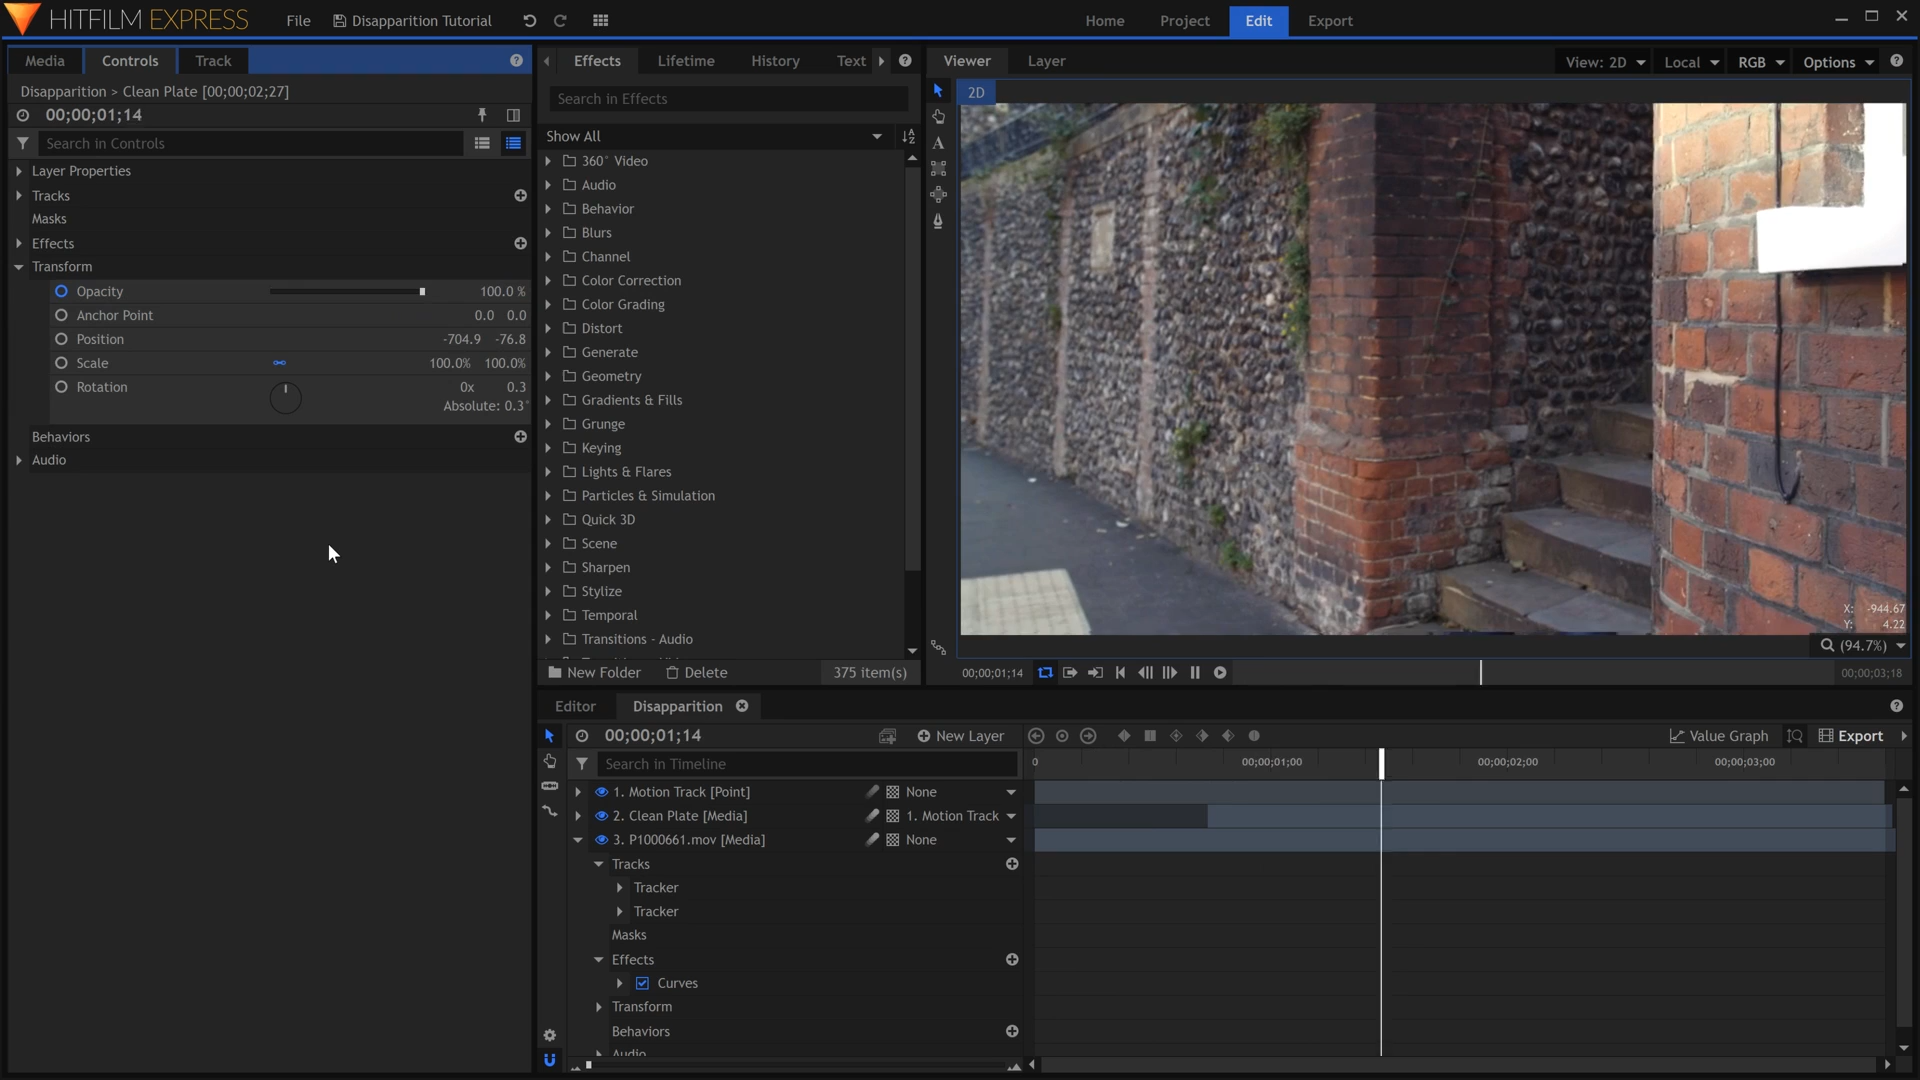 HITFILM EXPRESS
File
Disapparition Tutorial
Home
Project
Edit
Export
Media
Controls
Track
Disapparition > Clean Plate [00;00;02;27]
00;00;01;14
Search in Controls
Layer Properties
Tracks
Masks
Effects
Transform
Opacity 100.0 %
Anchor Point 0.0 0.0
Position -704.9 -76.8
Scale 100.0% 100.0%
Rotation 0x 0.3
Absolute: 0.3°
Behaviors
Audio
Effects
Lifetime
History
Text
Search in Effects
Show All
360° Video
Audio
Behavior
Blurs
Channel
Color Correction
Color Grading
Distort
Generate
Geometry
Gradients & Fills
Grunge
Keying
Lights & Flares
Particles & Simulation
Quick 3D
Scene
Sharpen
Stylize
Temporal
Transitions - Audio
New Folder
Delete
375 item(s)
Viewer
Layer
View: 2D
Local
RGB
Options
2D
X: -944.67
Y: 4.22
(94.7%)
00;00;01;14
00;00;03;18
Editor
Disapparition
00;00;01;14
New Layer
Value Graph
Export
Search in Timeline
0
00;00;01;00
00;00;02;00
00;00;03;00
1. Motion Track [Point] None
2. Clean Plate [Media] 1. Motion Track
3. P1000661.mov [Media] None
Tracks
Tracker
Tracker
Masks
Effects
Curves
Transform
Behaviors
Audio